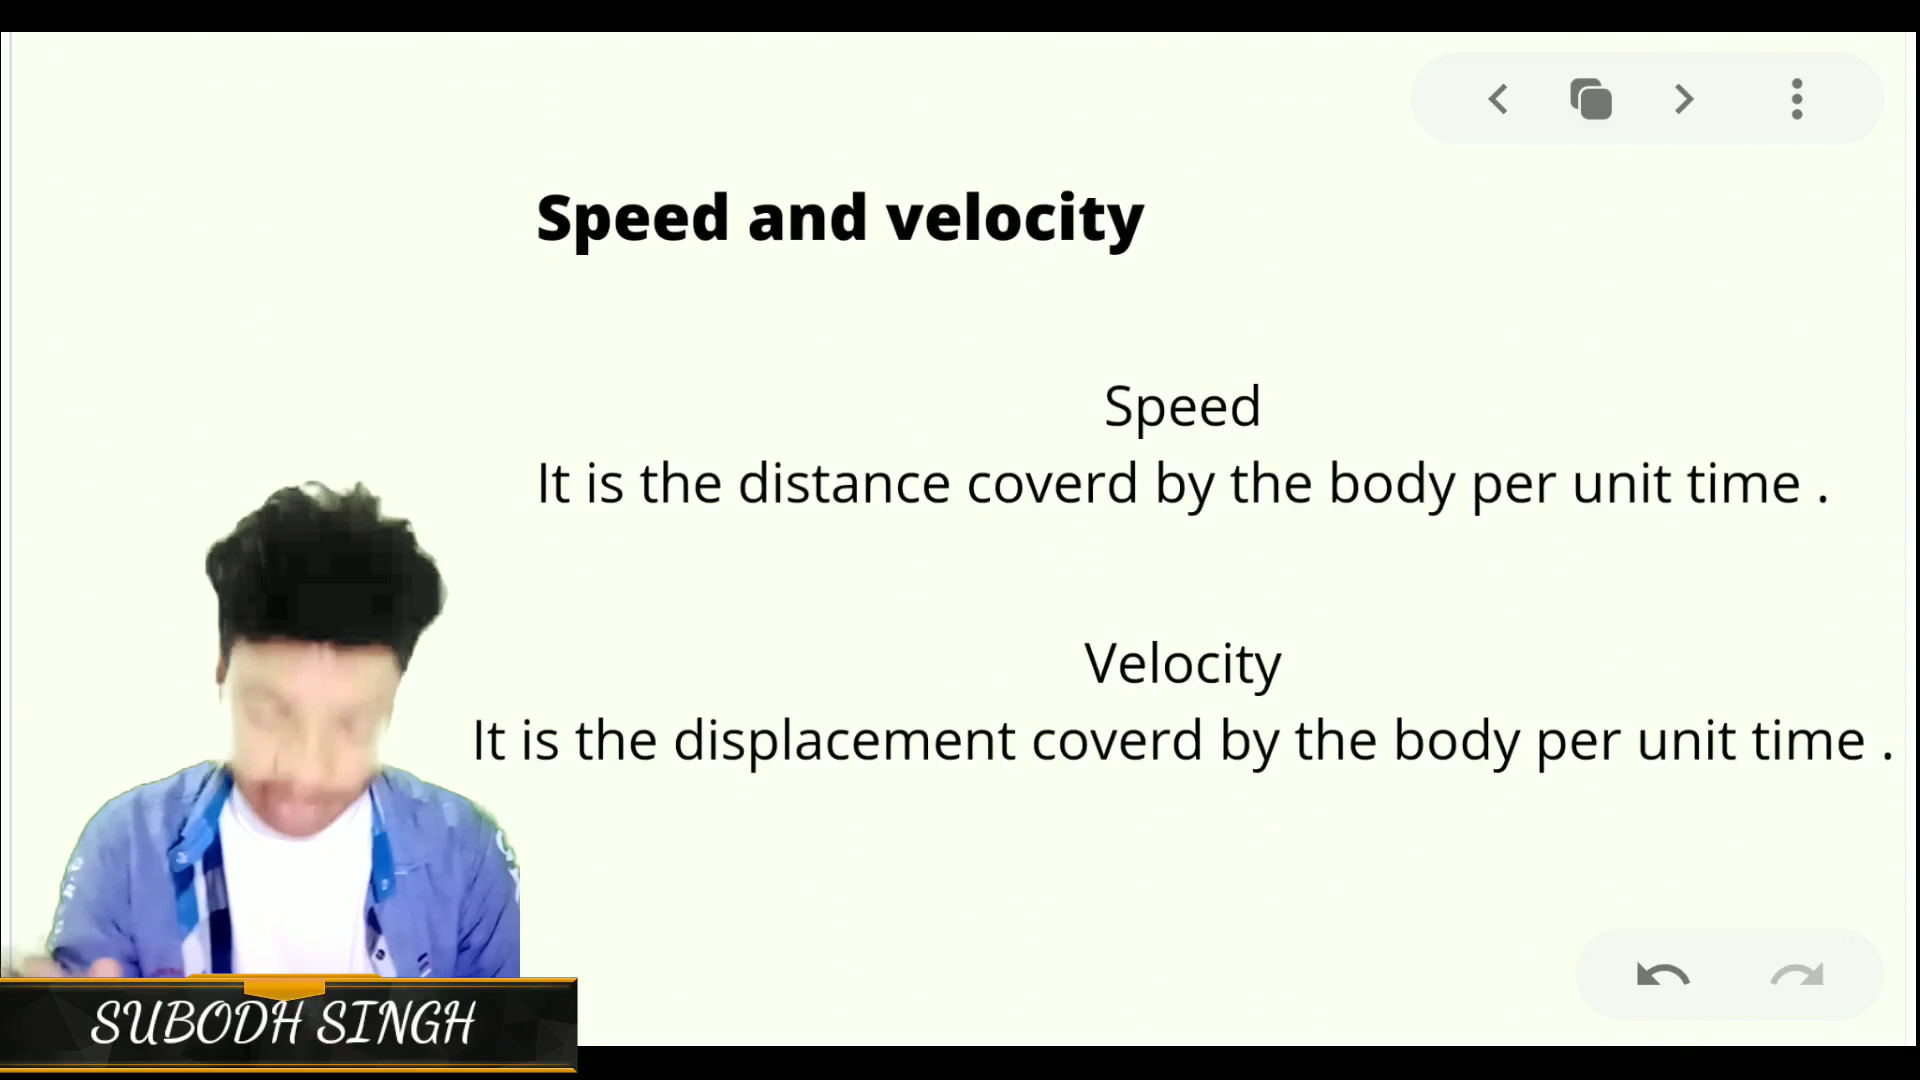 Speed and velocity
Speed
It is the distance coverd by the body per unit time .
Velocity
It is the displacement coverd by the body per unit time .
SUBODH SINGH